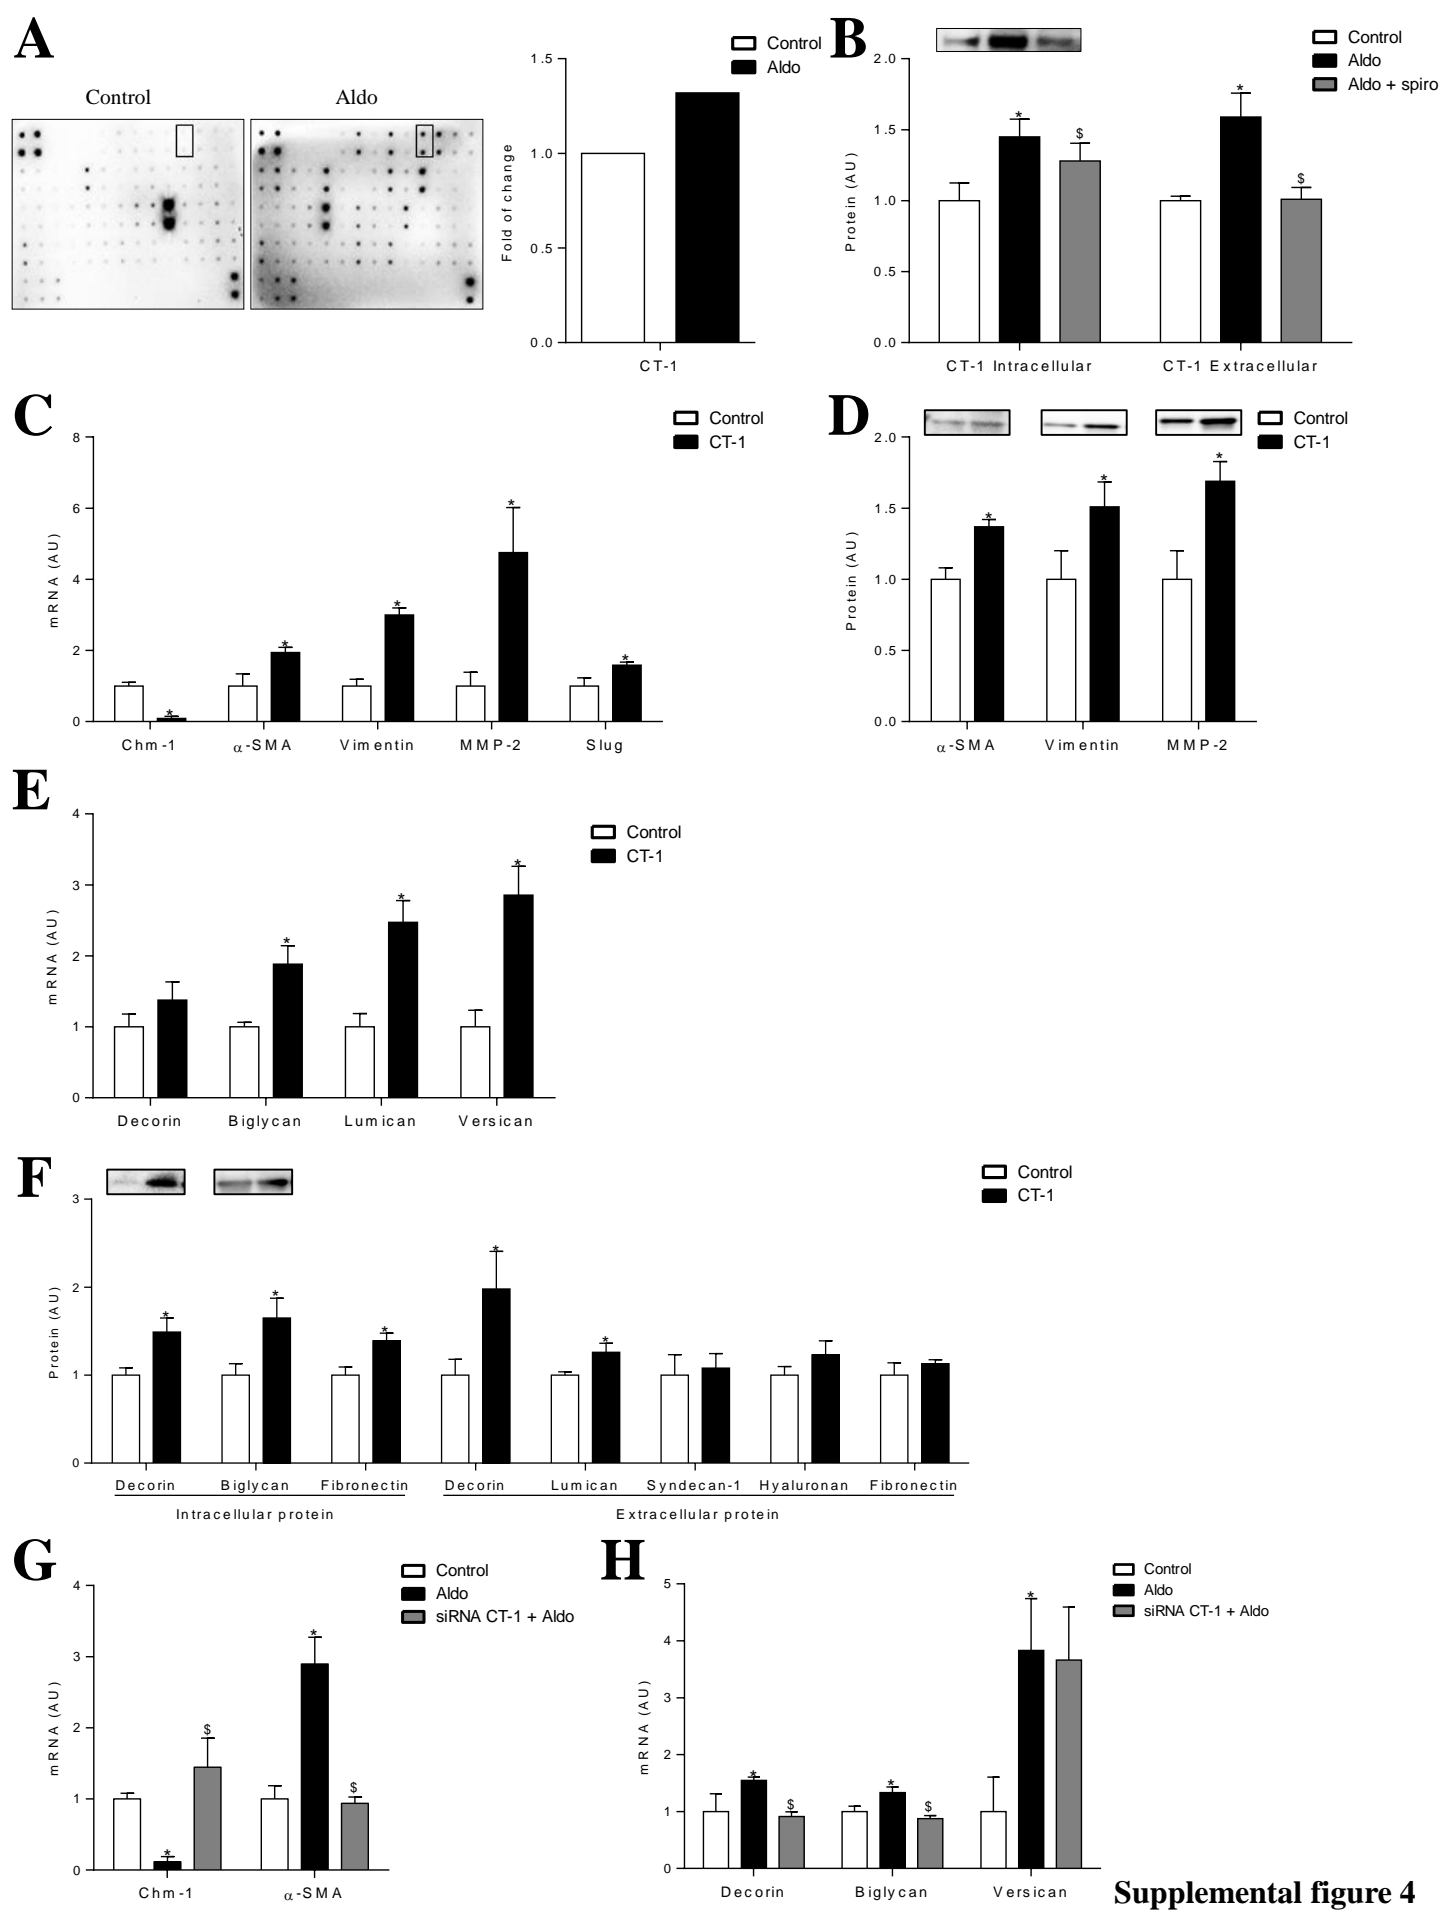 A
Control
Aldo
Control
Aldo
1.5
1.0
0.5
0.0
Fold of change
CT-1
B
Control
Aldo
Aldo + spiro
2.0
1.5
1.0
0.5
0.0
Protein (AU)
* $ * $
CT-1 Intracellular CT-1 Extracellular
C
Control
CT-1
8
6
4
2
0
mRNA (AU)
* * * * *
Chm-1 α-SMA Vimentin MMP-2 Slug
D
Control
CT-1
2.0
1.5
1.0
0.5
0.0
Protein (AU)
* * *
α-SMA Vimentin MMP-2
E
Control
CT-1
4
3
2
1
0
mRNA (AU)
* * *
Decorin Biglycan Lumican Versican
F
Control
CT-1
3
2
1
0
Protein (AU)
* * * * *
Decorin Biglycan Fibronectin Decorin Lumican Syndecan-1 Hyaluronan Fibronectin
Intracellular protein Extracellular protein
G
Control
Aldo
siRNA CT-1 + Aldo
4
3
2
1
0
mRNA (AU)
* $ * $
Chm-1 α-SMA
H
Control
Aldo
siRNA CT-1 + Aldo
5
4
3
2
1
0
mRNA (AU)
* $ * $ *
Decorin Biglycan Versican
Supplemental figure 4